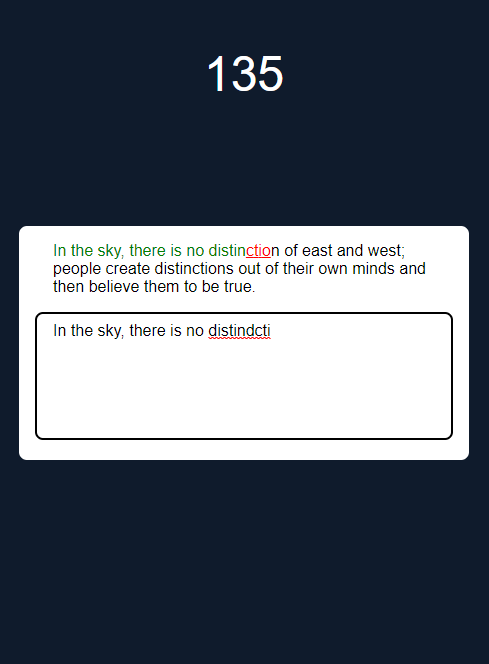 135
In the sky, there is no distinction of east and west;
people create distinctions out of their own minds and
then believe them to be true.
In the sky, there is no distindcti